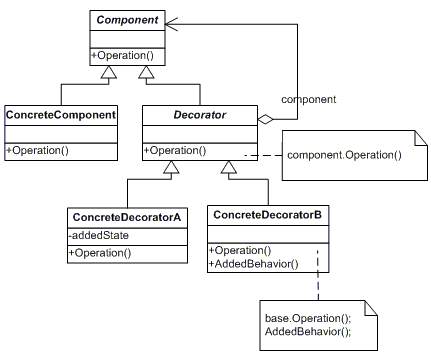 Component
+Operation()
component
ConcreteComponent
+Operation()
Decorator
+Operation()
component.Operation()
ConcreteDecoratorA
-addedState
+Operation()
ConcreteDecoratorB
+Operation()
+AddedBehavior()
base.Operation();
AddedBehavior();